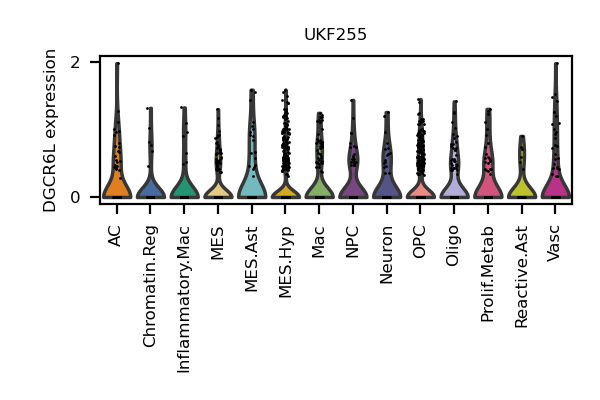 UKF255
DGCR6L expression
2
0
AC
Chromatin.Reg
Inflammatory.Mac
MES
MES.Ast
MES.Hyp
Mac
NPC
Neuron
OPC
Oligo
Prolif.Metab
Reactive.Ast
Vasc